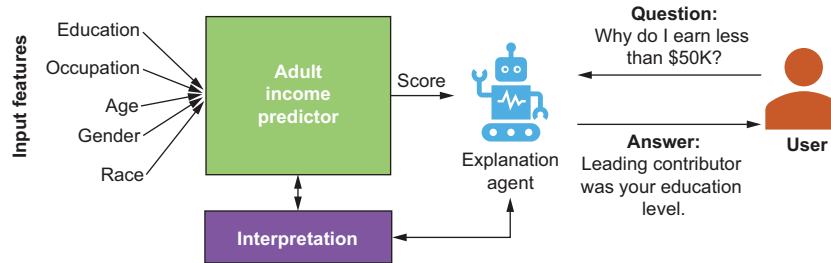 Input features
Education
Occupation
Age
Gender
Race
Adult
income
predictor
Interpretation
Score
Explanation
agent
Question:
Why do I earn less
than $50K?
Answer:
Leading contributor
was your education
level.
User